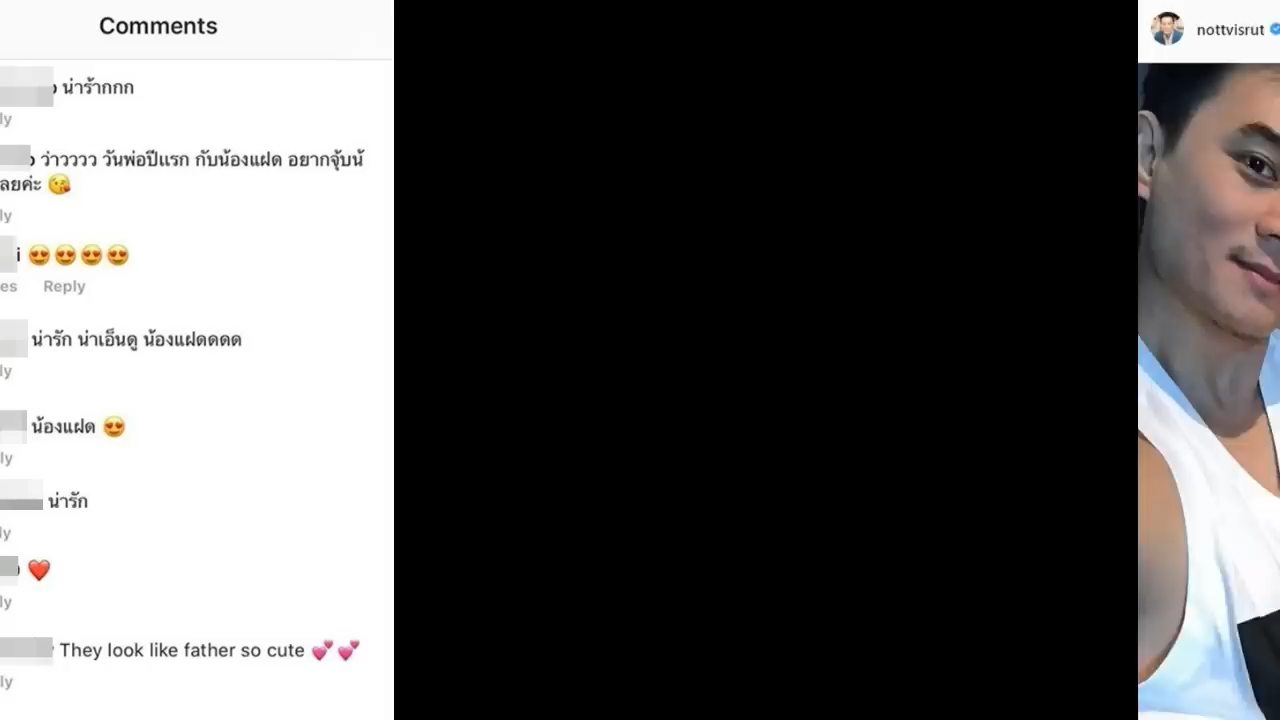 Comments
น่าร้ากกก
ly
ว่าวววว วันพ่อปีแรก กับน้องแฝด อยากจุ้บน้
ลยค่ะ 😘
ly
i 😍😍😍😍
es Reply
น่ารัก น่าเอ็นดู น้องแฝดดดด
ly
น้องแฝด 😍
ly
น่ารัก
ly
❤️
ly
They look like father so cute 💕💕
ly
nottvisrut